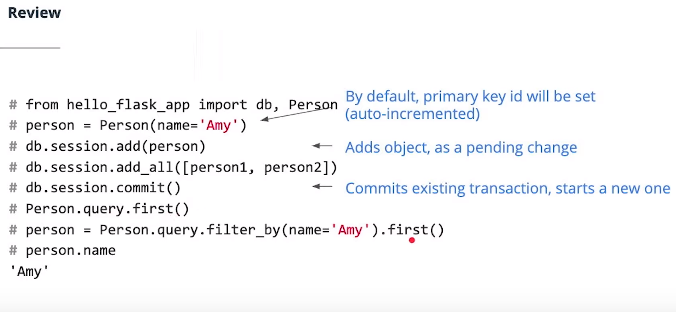 Review
# from hello_flask_app import db, Person
By default, primary key id will be set
(auto-incremented)
# person = Person(name='Amy')
# db.session.add(person)
Adds object, as a pending change
# db.session.add_all([person1, person2])
# db.session.commit()
Commits existing transaction, starts a new one
# Person.query.first()
# person = Person.query.filter_by(name='Amy').first()
# person.name
'Amy'